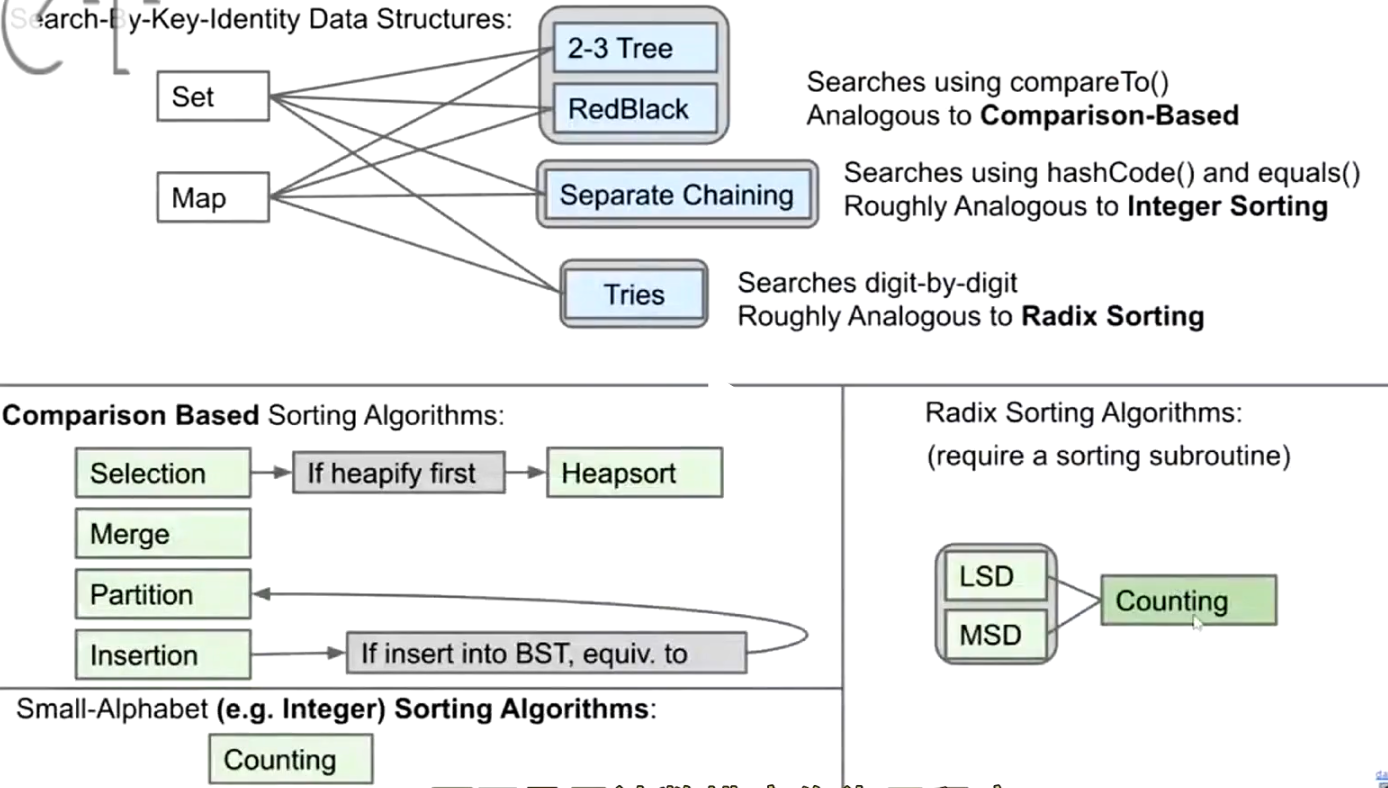 Search-By-Key-Identity Data Structures:
2-3 Tree
RedBlack
Set
Map
Searches using compareTo()
Analogous to Comparison-Based
Separate Chaining
Searches using hashCode() and equals()
Roughly Analogous to Integer Sorting
Tries
Searches digit-by-digit
Roughly Analogous to Radix Sorting
Comparison Based Sorting Algorithms:
Selection
If heapify first
Heapsort
Merge
Partition
Insertion
If insert into BST, equiv. to
Small-Alphabet (e.g. Integer) Sorting Algorithms:
Counting
Radix Sorting Algorithms:
(require a sorting subroutine)
LSD
MSD
Counting